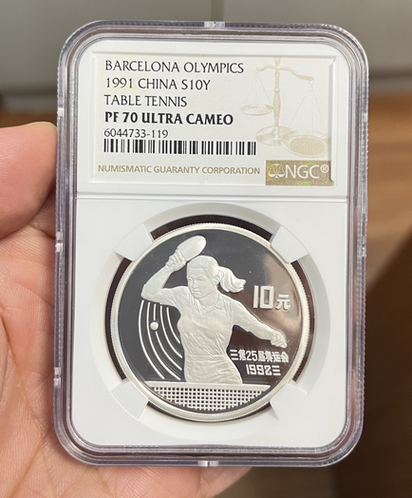 BARCELONA OLYMPICS
1991 CHINA S10Y
TABLE TENNIS
PF 70 ULTRA CAMEO
6044733-119
NUMISMATIC GUARANTY CORPORATION
NGC®
10元
第25届奥运会
1992